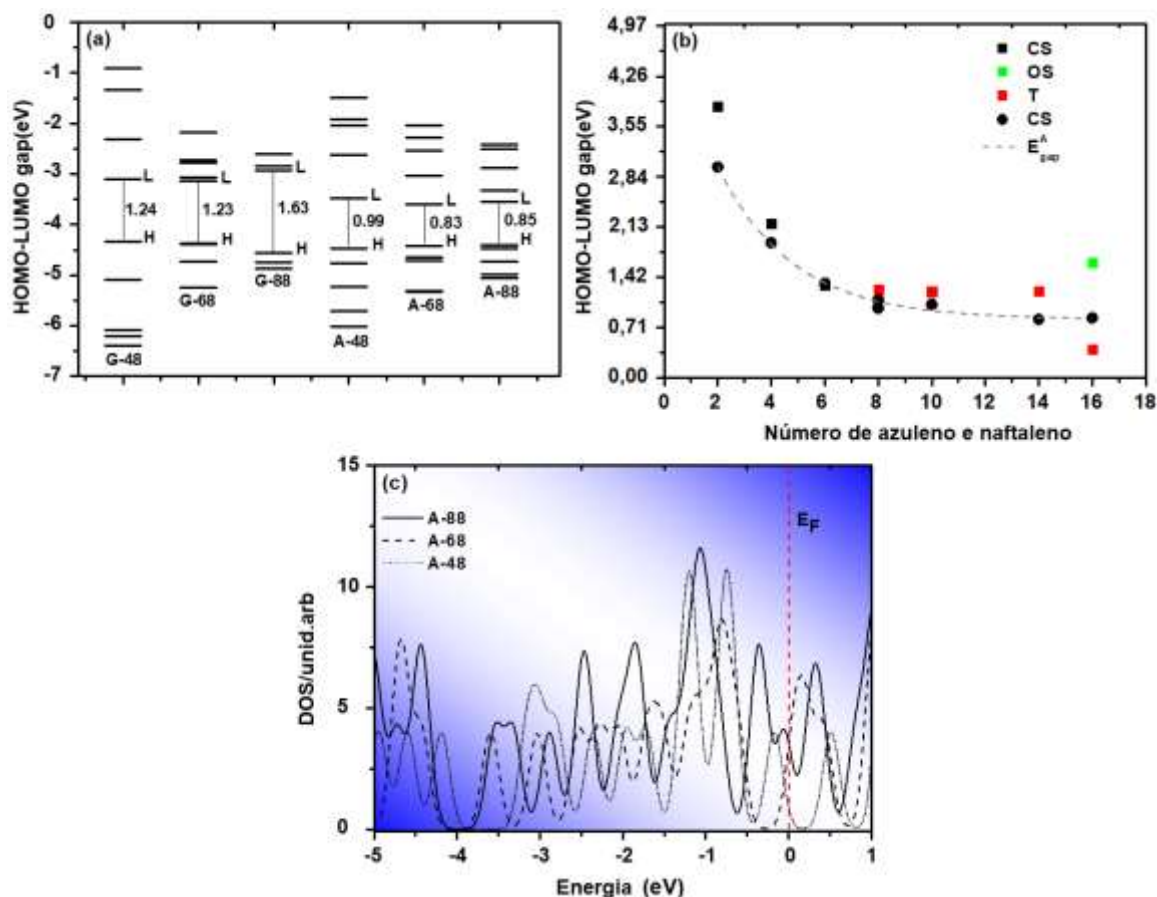 (a)
HOMO-LUMO gap(eV)
0
-1
-2
-3
-4
-5
-6
-7
L
1.24
H
G-48
L
1.23
H
G-68
L
1.63
H
G-88
L
0.99
H
A-48
L
0.83
H
A-68
L
0.85
H
A-88
(b)
HOMO-LUMO gap(eV)
4,97
4,26
3,55
2,84
2,13
1,42
0,71
0,00
CS
OS
T
CS
E A gap
0 2 4 6 8 10 12 14 16 18
Número de azuleno e naftaleno
(c)
DOS/unid.arb
15
10
5
0
A-88
A-68
A-48
E F
-5 -4 -3 -2 -1 0 1
Energia (eV)